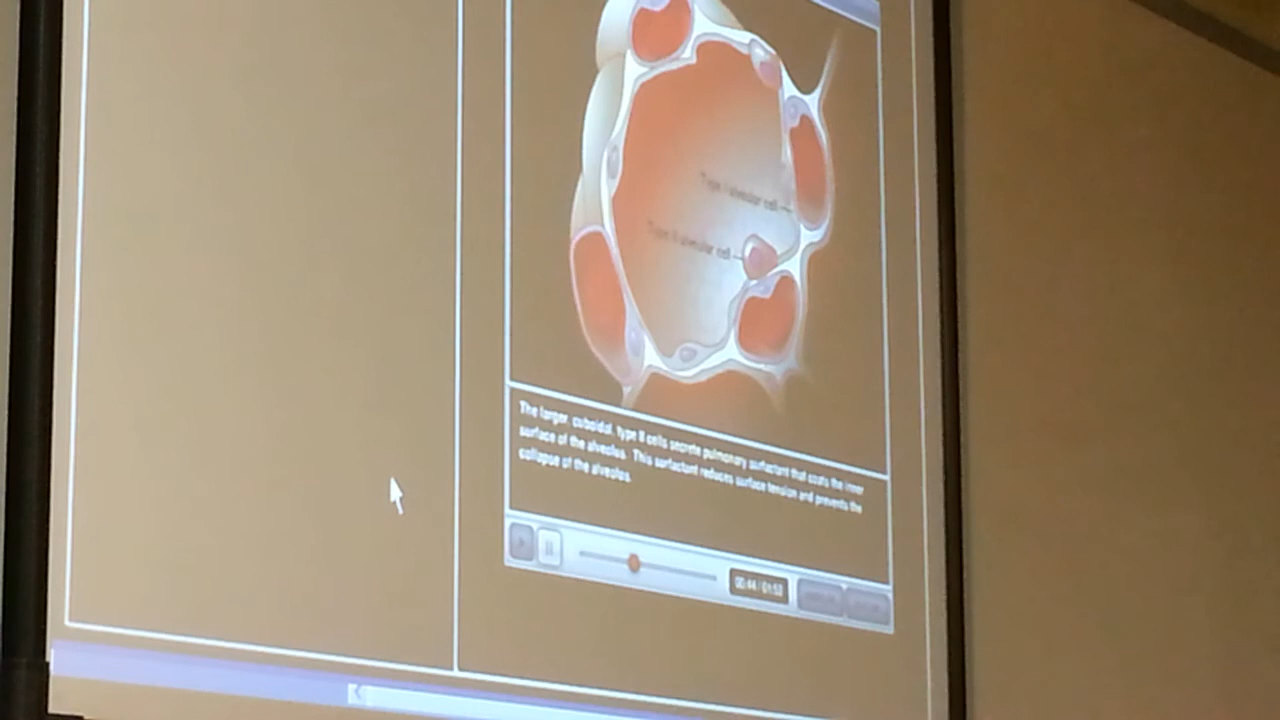 Type I alveolar cell
Type II alveolar cell
The larger, cuboidal, type II cells secrete pulmonary surfactant that coats the inner
surface of the alveolus. This surfactant reduces surface tension and prevents the
collapse of the alveolus.
00:44 / 01:53